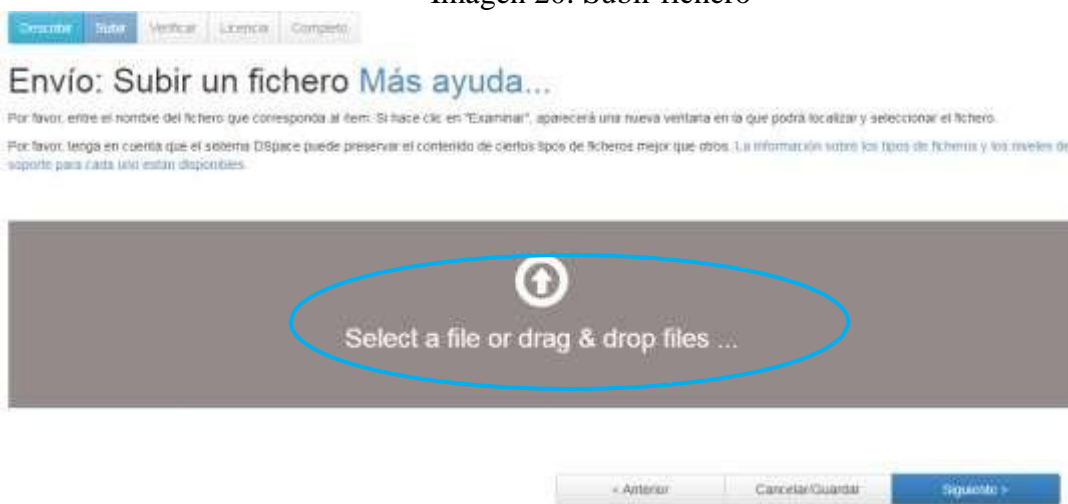 Imagen 20. Subir fichero
Describir Subir Verificar Licencia Completo
Envío: Subir un fichero Más ayuda...
Por favor, entre el nombre del fichero que corresponda al ítem. Si hace clic en "Examinar", aparecerá una nueva ventana en la que podrá localizar y seleccionar el fichero.
Por favor, tenga en cuenta que el sistema DSpace puede preservar el contenido de ciertos tipos de ficheros mejor que otros. La información sobre los tipos de ficheros y los niveles de
soporte para cada uno están disponibles.
Select a file or drag & drop files ...
< Anterior Cancelar/Guardar Siguiente >